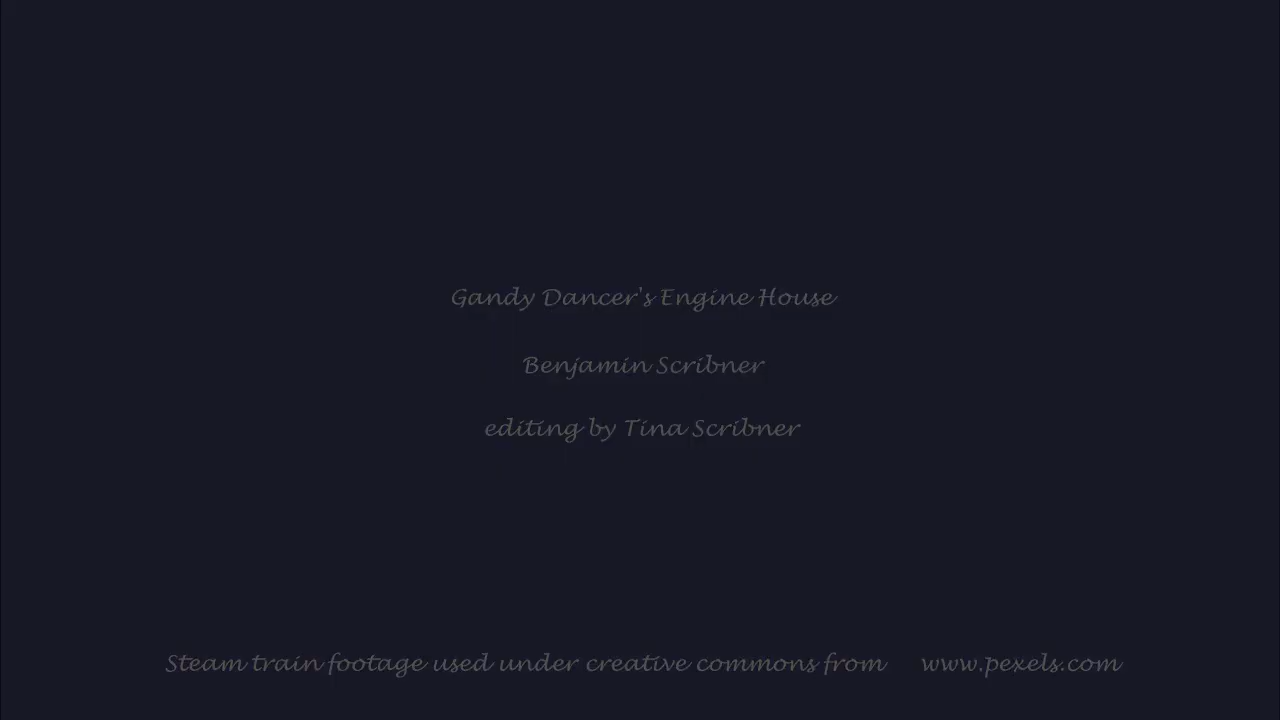 Gandy Dancer's Engine House
Benjamin Scribner
editing by Tina Scribner
Steam train footage used under creative commons from www.pexels.com